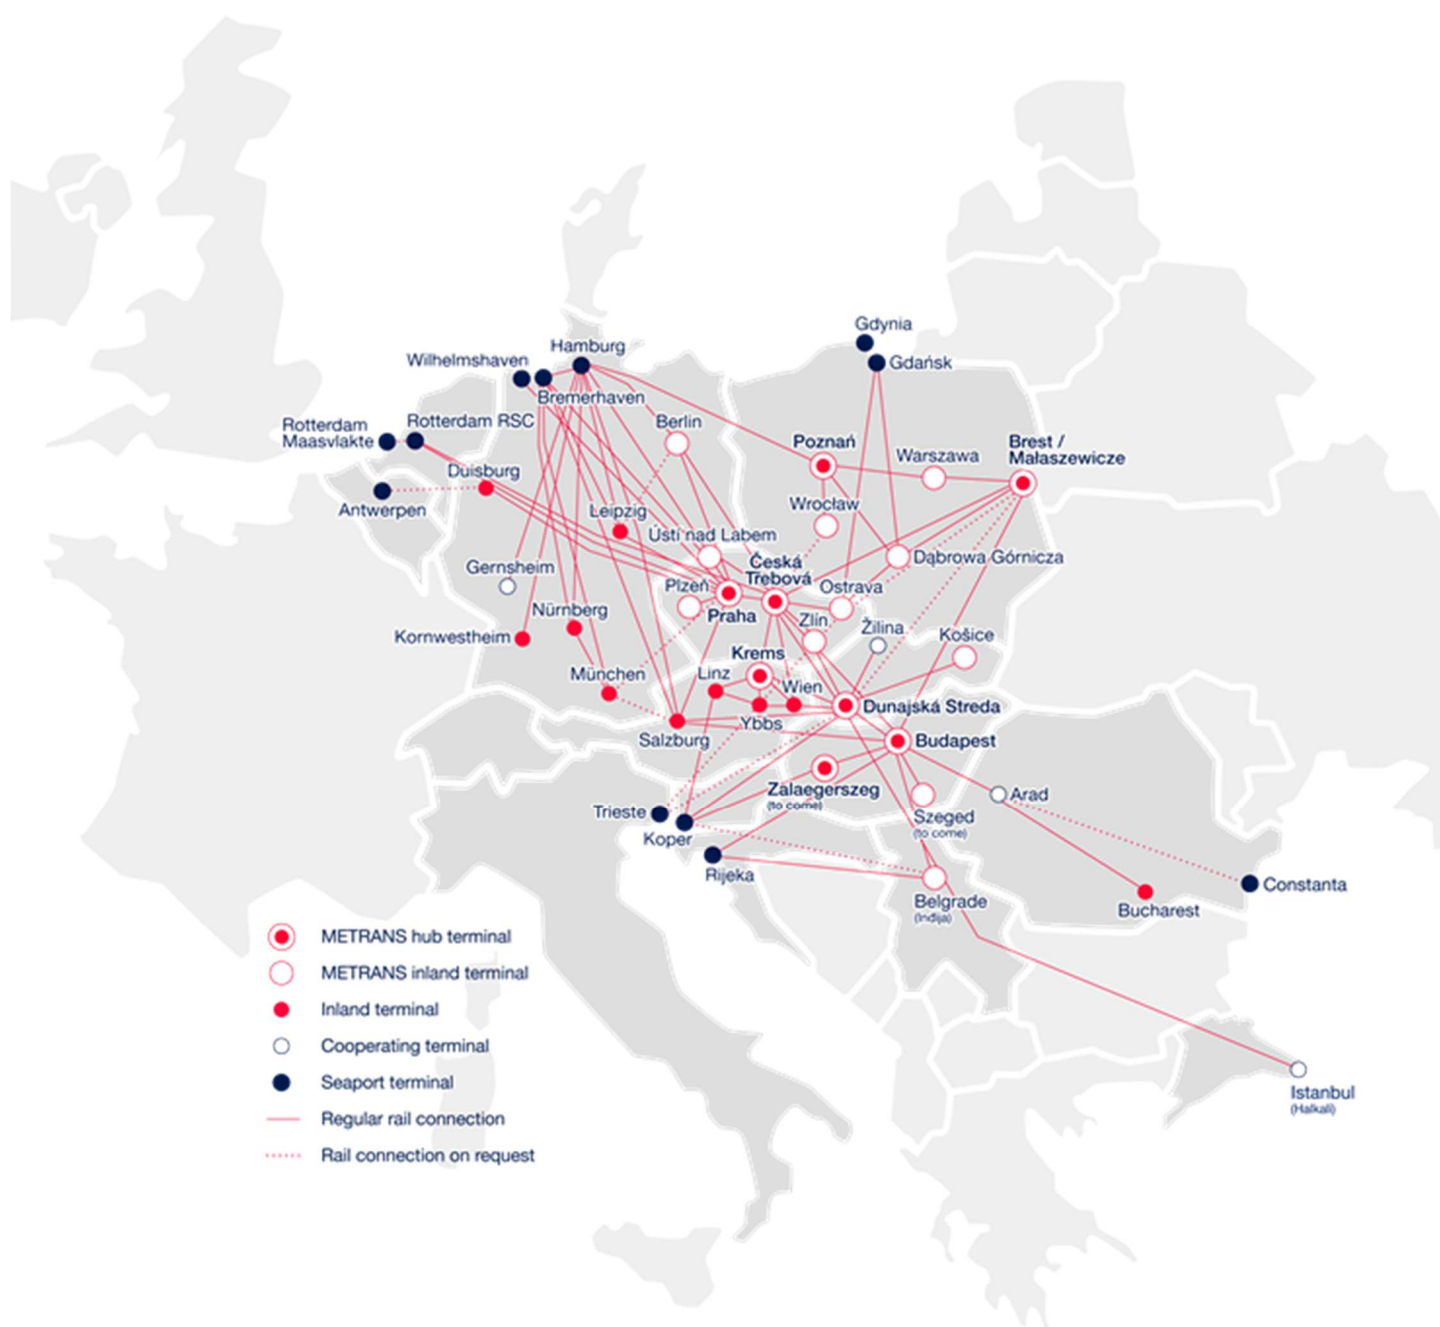 Gdynia
Gdańsk
Hamburg
Wilhelmshaven
Bremerhaven
Rotterdam
Maasvlakte
Rotterdam RSC
Berlin
Poznań
Warszawa
Brest /
Małaszewicze
Duisburg
Antwerpen
Leipzig
Wrocław
Ústí nad Labem
Česká
Třebová
Dąbrowa Górnicza
Gernsheim
Plzeň
Praha
Ostrava
Nürnberg
Zlín
Žilina
Košice
Kornwestheim
Krems
München
Linz
Wien
Dunajská Streda
Ybbs
Salzburg
Budapest
Zalaegerszeg
(to come)
Arad
Trieste
Koper
Szeged
(to come)
Rijeka
Belgrade
(Indija)
Constanta
Bucharest
METRANS hub terminal
METRANS inland terminal
Inland terminal
Cooperating terminal
Seaport terminal
Regular rail connection
Rail connection on request
Istanbul
(Halkali)